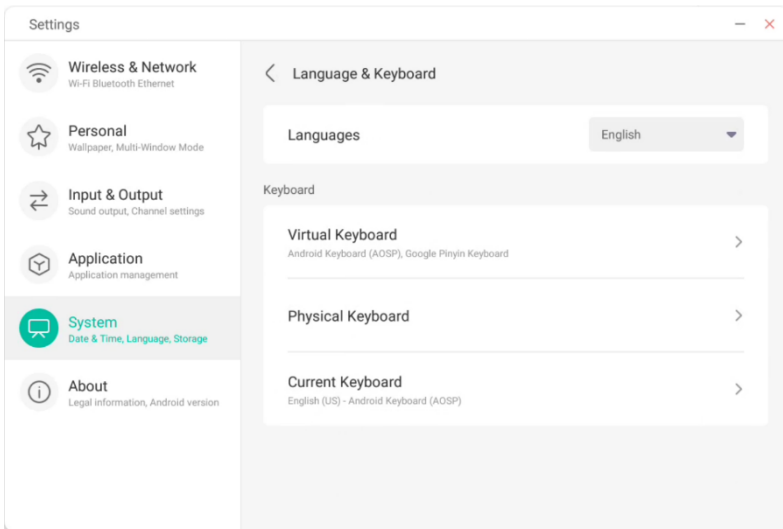 Settings
Wireless & Network
Wi-Fi Bluetooth Ethernet
Personal
Wallpaper, Multi-Window Mode
Input & Output
Sound output, Channel settings
Application
Application management
System
Date & Time, Language, Storage
About
Legal information, Android version
Language & Keyboard
Languages
English
Keyboard
Virtual Keyboard
Android Keyboard (AOSP), Google Pinyin Keyboard
Physical Keyboard
Current Keyboard
English (US) - Android Keyboard (AOSP)